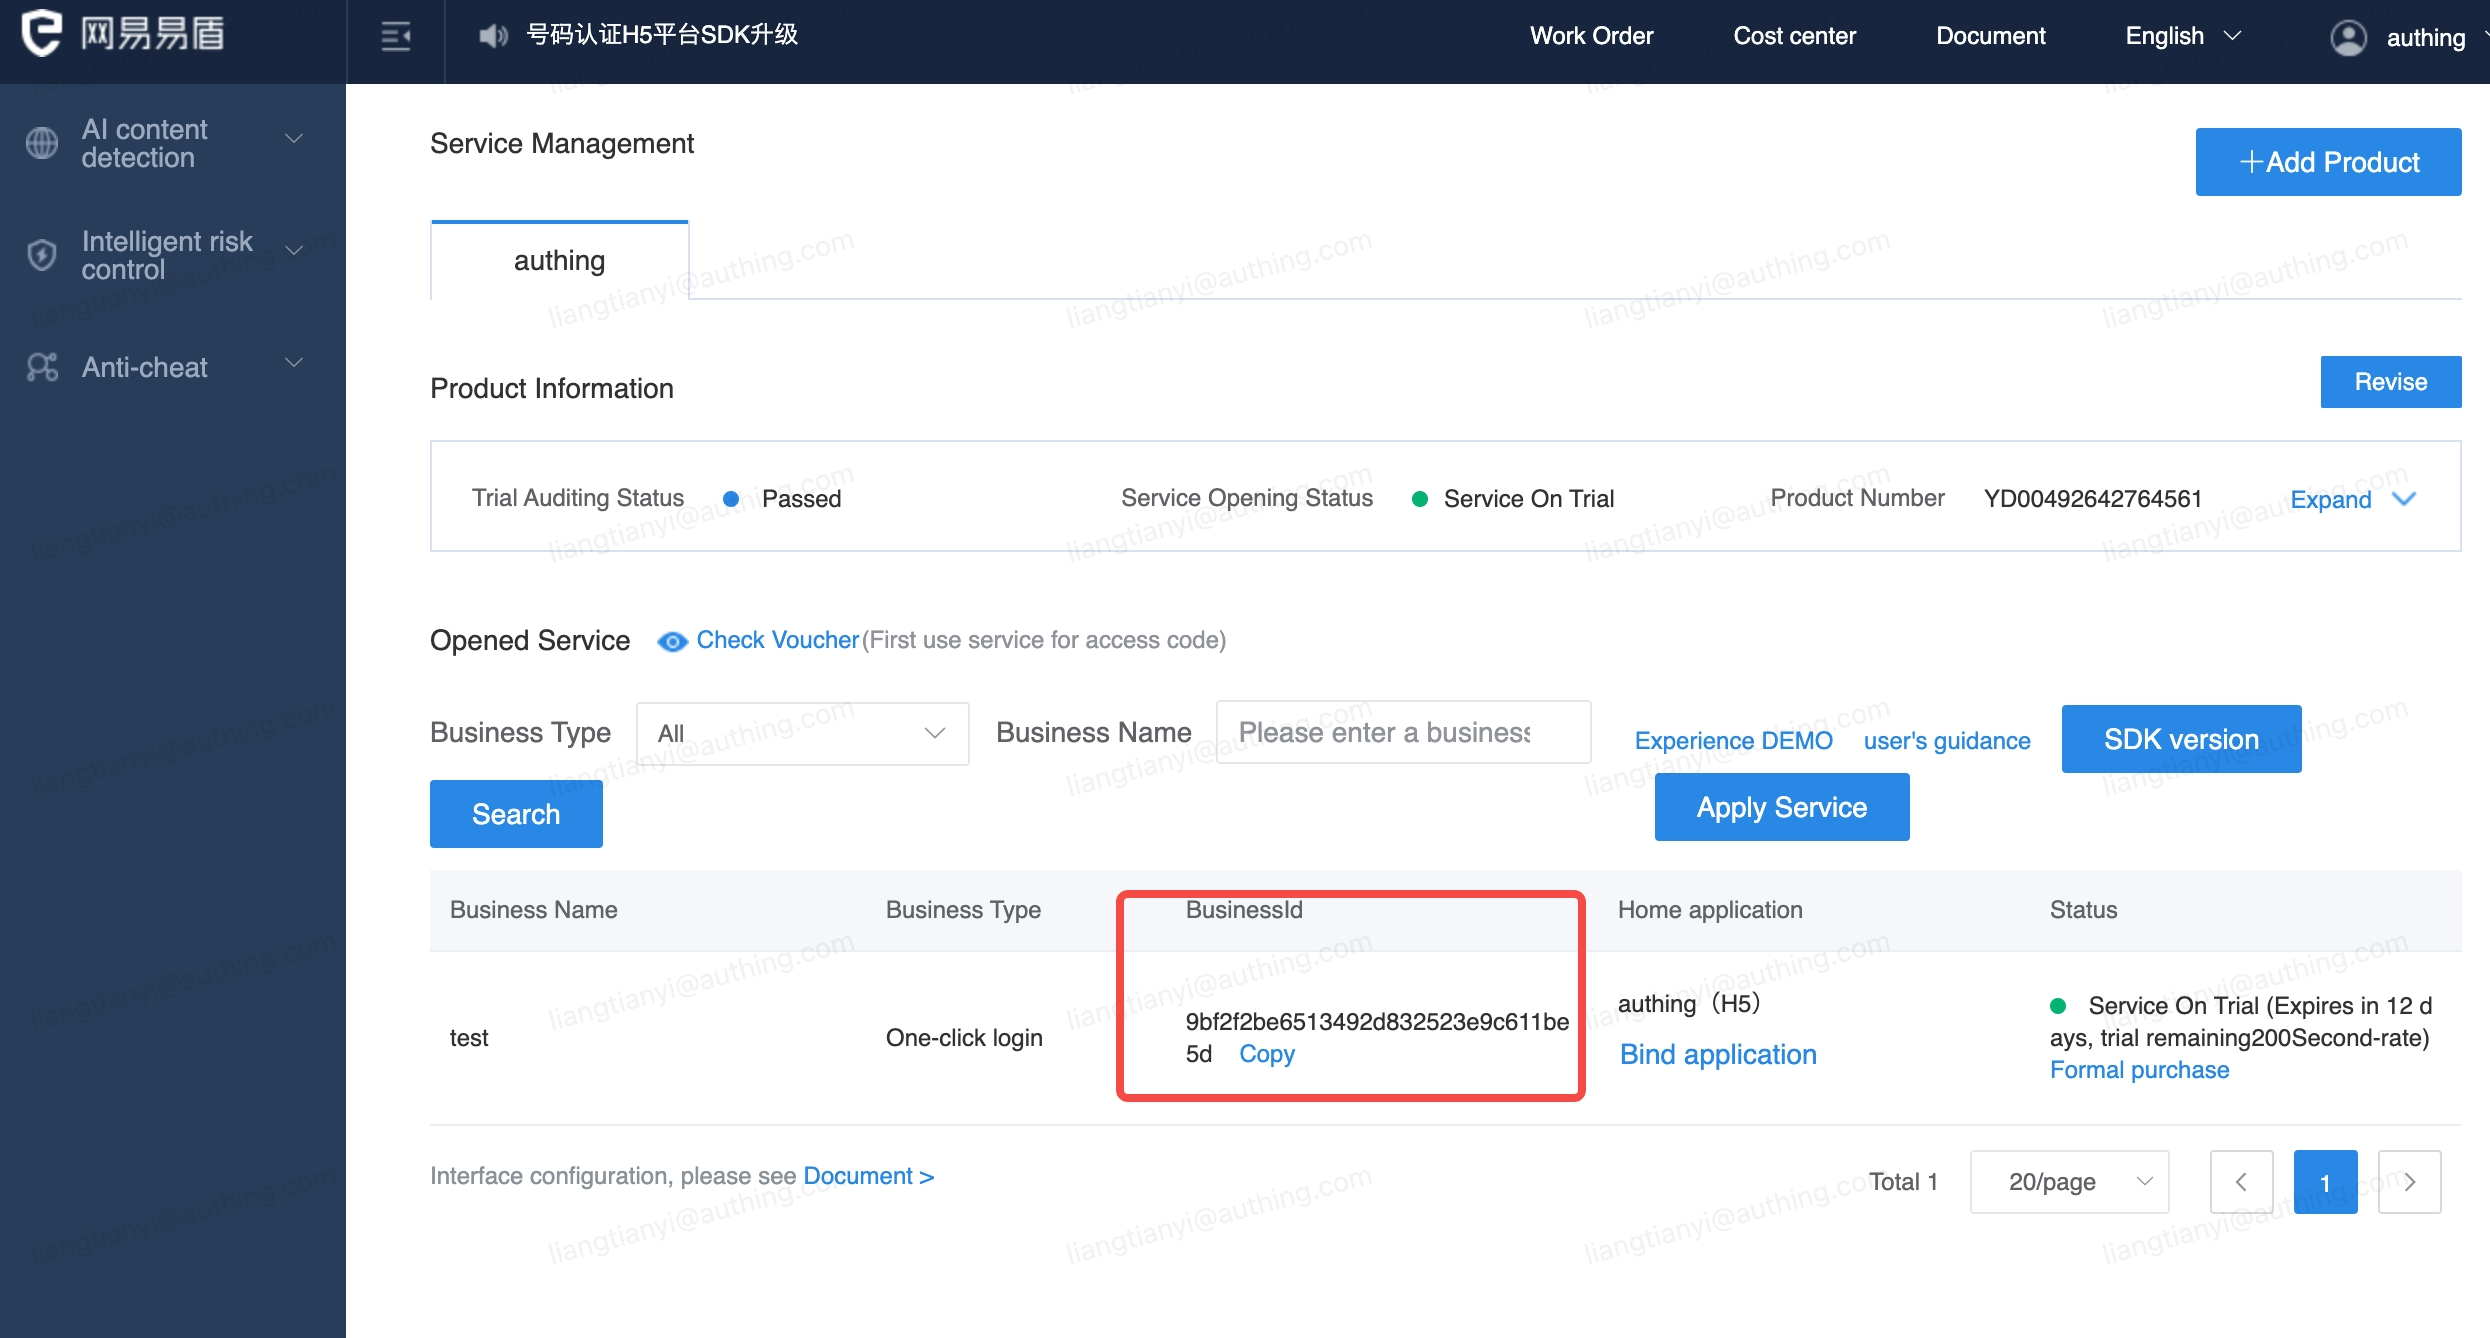 网易易盾
号码认证H5平台SDK升级
Work Order
Cost center
Document
English
authing
AI content
detection
Intelligent risk
control
Anti-cheat
Service Management
+Add Product
authing
Product Information
Revise
Trial Auditing Status
Passed
Service Opening Status
Service On Trial
Product Number
YD00492642764561
Expand
Opened Service
Check Voucher(First use service for access code)
Business Type
All
Business Name
Please enter a business
Experience DEMO
user's guidance
SDK version
Search
Apply Service
Business Name
Business Type
BusinessId
Home application
Status
test
One-click login
9bf2f2be6513492d832523e9c611be
5d Copy
authing（H5）
Bind application
Service On Trial (Expires in 12 d
ays, trial remaining200Second-rate)
Formal purchase
Interface configuration, please see Document >
Total 1
20/page
1
liangtianyi@authing.com